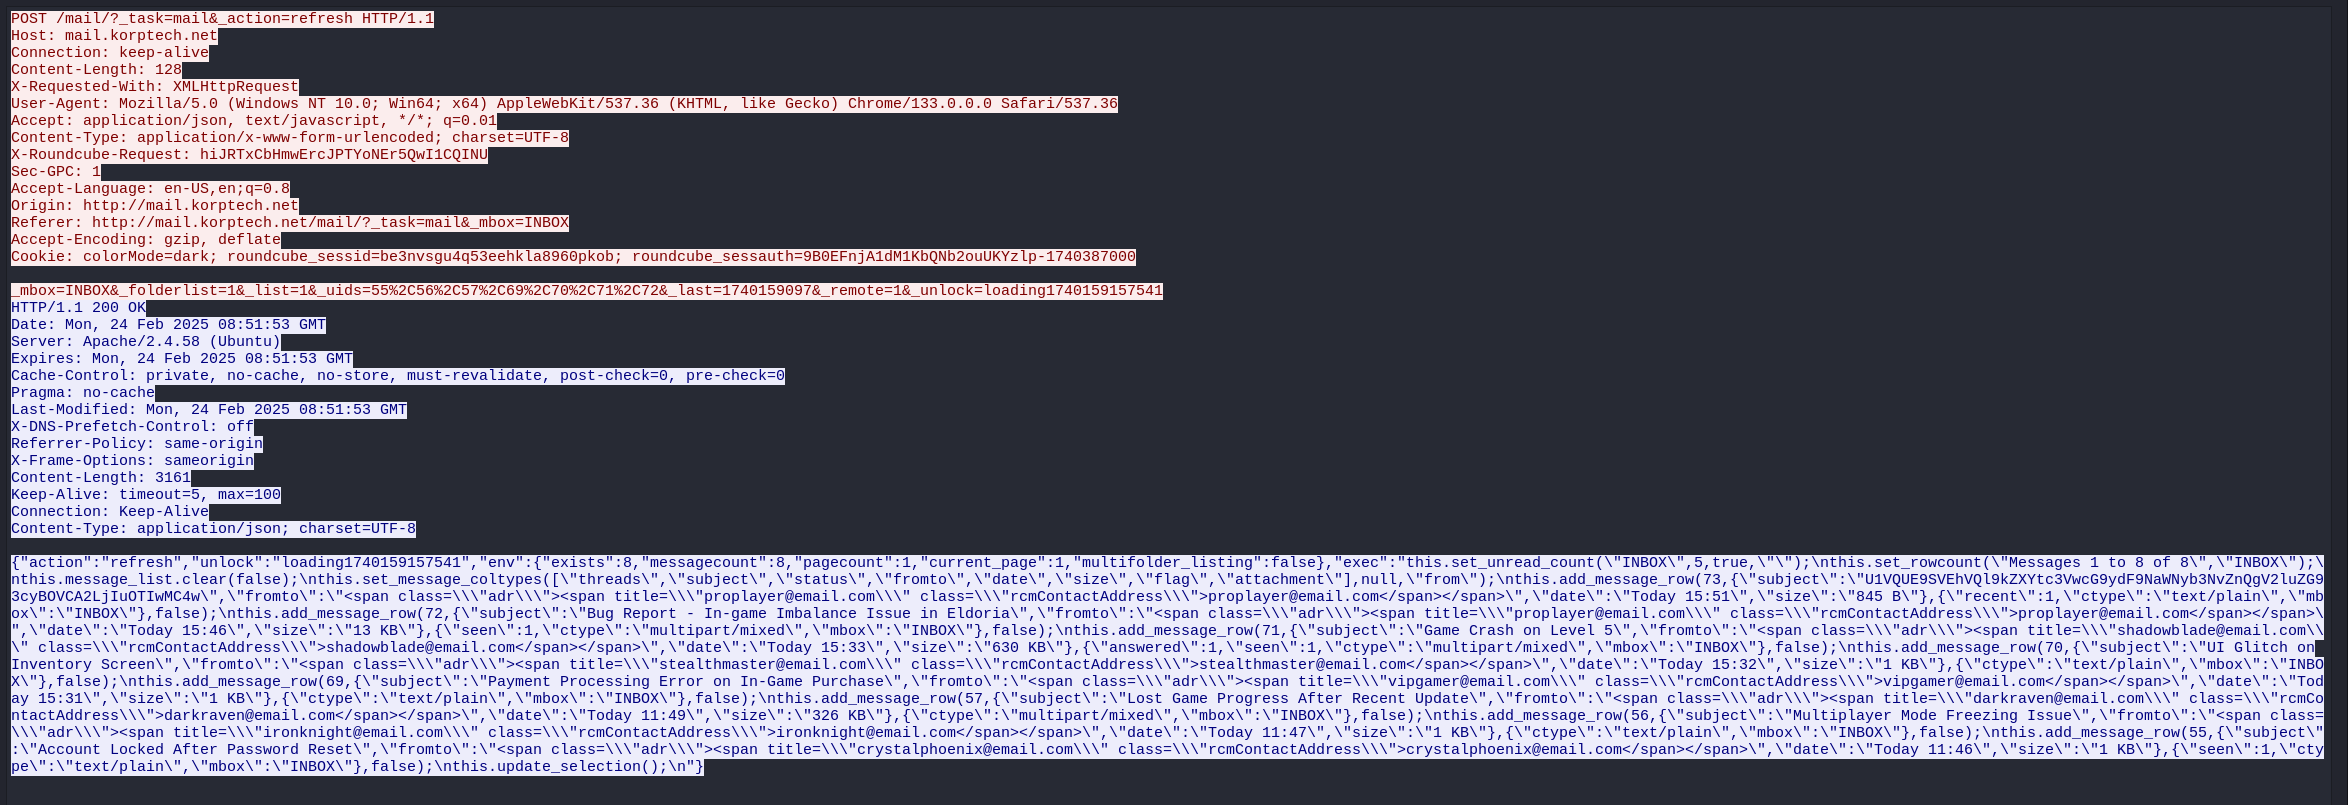 POST /mail/?_task=mail&_action=refresh HTTP/1.1
Host: mail.korptech.net
Connection: keep-alive
Content-Length: 128
X-Requested-With: XMLHttpRequest
User-Agent: Mozilla/5.0 (Windows NT 10.0; Win64; x64) AppleWebKit/537.36 (KHTML, like Gecko) Chrome/133.0.0.0 Safari/537.36
Accept: application/json, text/javascript, */*; q=0.01
Content-Type: application/x-www-form-urlencoded; charset=UTF-8
X-Roundcube-Request: hiJRTxCbHmwErcJPTYoNEr5QwI1CQINU
Sec-GPC: 1
Accept-Language: en-US,en;q=0.8
Origin: http://mail.korptech.net
Referer: http://mail.korptech.net/mail/?_task=mail&_mbox=INBOX
Accept-Encoding: gzip, deflate
Cookie: colorMode=dark; roundcube_sessid=be3nvsgu4q53eehkla8960pkob; roundcube_sessauth=9B0EFnjA1dM1KbQNb2ouUKYzlp-1740387000
_mbox=INBOX&_folderlist=1&_list=1&_uids=55%2C56%2C57%2C69%2C70%2C71%2C72&_last=1740159097&_remote=1&_unlock=loading1740159157541
HTTP/1.1 200 OK
Date: Mon, 24 Feb 2025 08:51:53 GMT
Server: Apache/2.4.58 (Ubuntu)
Expires: Mon, 24 Feb 2025 08:51:53 GMT
Cache-Control: private, no-cache, no-store, must-revalidate, post-check=0, pre-check=0
Pragma: no-cache
Last-Modified: Mon, 24 Feb 2025 08:51:53 GMT
X-DNS-Prefetch-Control: off
Referrer-Policy: same-origin
X-Frame-Options: sameorigin
Content-Length: 3161
Keep-Alive: timeout=5, max=100
Connection: Keep-Alive
Content-Type: application/json; charset=UTF-8
{"action":"refresh","unlock":"loading1740159157541","env":{"exists":8,"messagecount":8,"pagecount":1,"current_page":1,"multifolder_listing":false},"exec":"this.set_unread_count(\"INBOX\",5,true,\"\");\nthis.set_rowcount(\"Messages 1 to 8 of 8\",\"INBOX\");\
nthis.message_list.clear(false);\nthis.set_message_coltypes([\"threads\",\"subject\",\"status\",\"fromto\",\"date\",\"size\",\"flag\",\"attachment\"],null,\"from\");\nthis.add_message_row(73,{\"subject\":\"U1VQUE9SVEhVQl9kZXYtc3VwcG9ydF9NaWNyb3NvZnQgV2luZG9
3cyBOVCA2LjIuOTIwMC4w\",\"fromto\":\"<span class=\\\"adr\\\"><span title=\\\"proplayer@email.com\\\" class=\\\"rcmContactAddress\\\">proplayer@email.com</span></span>\",\"date\":\"Today 15:51\",\"size\":\"845 B\"},{\"recent\":1,\"ctype\":\"text/plain\",\"mb
ox\":\"INBOX\"},false);\nthis.add_message_row(72,{\"subject\":\"Bug Report - In-game Imbalance Issue in Eldoria\",\"fromto\":\"<span class=\\\"adr\\\"><span title=\\\"proplayer@email.com\\\" class=\\\"rcmContactAddress\\\">proplayer@email.com</span></span>\
",\"date\":\"Today 15:46\",\"size\":\"13 KB\"},{\"seen\":1,\"ctype\":\"multipart/mixed\",\"mbox\":\"INBOX\"},false);\nthis.add_message_row(71,{\"subject\":\"Game Crash on Level 5\",\"fromto\":\"<span class=\\\"adr\\\"><span title=\\\"shadowblade@email.com\\
\" class=\\\"rcmContactAddress\\\">shadowblade@email.com</span></span>\",\"date\":\"Today 15:33\",\"size\":\"630 KB\"},{\"answered\":1,\"seen\":1,\"ctype\":\"multipart/mixed\",\"mbox\":\"INBOX\"},false);\nthis.add_message_row(70,{\"subject\":\"UI Glitch on
Inventory Screen\",\"fromto\":\"<span class=\\\"adr\\\"><span title=\\\"stealthmaster@email.com\\\" class=\\\"rcmContactAddress\\\">stealthmaster@email.com</span></span>\",\"date\":\"Today 15:32\",\"size\":\"1 KB\"},{\"ctype\":\"text/plain\",\"mbox\":\"INBO
X\"},false);\nthis.add_message_row(69,{\"subject\":\"Payment Processing Error on In-Game Purchase\",\"fromto\":\"<span class=\\\"adr\\\"><span title=\\\"vipgamer@email.com\\\" class=\\\"rcmContactAddress\\\">vipgamer@email.com</span></span>\",\"date\":\"Tod
ay 15:31\",\"size\":\"1 KB\"},{\"ctype\":\"text/plain\",\"mbox\":\"INBOX\"},false);\nthis.add_message_row(57,{\"subject\":\"Lost Game Progress After Recent Update\",\"fromto\":\"<span class=\\\"adr\\\"><span title=\\\"darkraven@email.com\\\" class=\\\"rcmCo
ntactAddress\\\">darkraven@email.com</span></span>\",\"date\":\"Today 11:49\",\"size\":\"326 KB\"},{\"ctype\":\"multipart/mixed\",\"mbox\":\"INBOX\"},false);\nthis.add_message_row(56,{\"subject\":\"Multiplayer Mode Freezing Issue\",\"fromto\":\"<span class=
\\\"adr\\\"><span title=\\\"ironknight@email.com\\\" class=\\\"rcmContactAddress\\\">ironknight@email.com</span></span>\",\"date\":\"Today 11:47\",\"size\":\"1 KB\"},{\"ctype\":\"text/plain\",\"mbox\":\"INBOX\"},false);\nthis.add_message_row(55,{\"subject\"
:\"Account Locked After Password Reset\",\"fromto\":\"<span class=\\\"adr\\\"><span title=\\\"crystalphoenix@email.com\\\" class=\\\"rcmContactAddress\\\">crystalphoenix@email.com</span></span>\",\"date\":\"Today 11:46\",\"size\":\"1 KB\"},{\"seen\":1,\"cty
pe\":\"text/plain\",\"mbox\":\"INBOX\"},false);\nthis.update_selection();\n"}